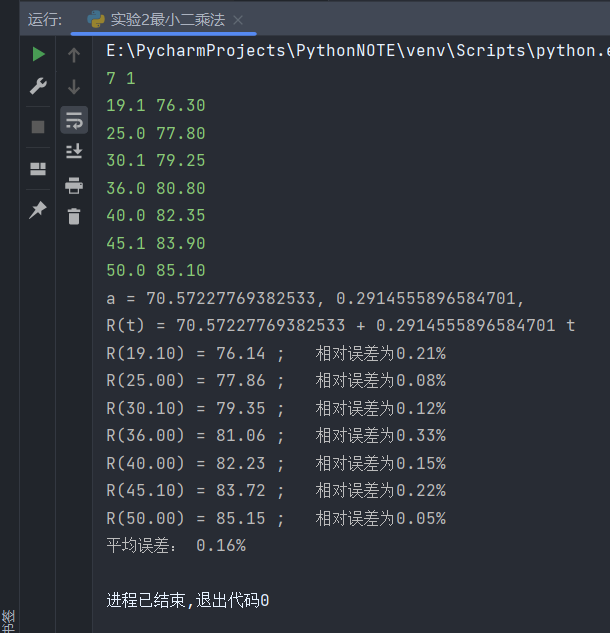 运行: 实验2最小二乘法
E:\PycharmProjects\PythonNOTE\venv\Scripts\python.e
7 1
19.1 76.30
25.0 77.80
30.1 79.25
36.0 80.80
40.0 82.35
45.1 83.90
50.0 85.10
a = 70.57227769382533, 0.2914555896584701,
R(t) = 70.57227769382533 + 0.2914555896584701 t
R(19.10) = 76.14 ; 相对误差为0.21%
R(25.00) = 77.86 ; 相对误差为0.08%
R(30.10) = 79.35 ; 相对误差为0.12%
R(36.00) = 81.06 ; 相对误差为0.33%
R(40.00) = 82.23 ; 相对误差为0.15%
R(45.10) = 83.72 ; 相对误差为0.22%
R(50.00) = 85.15 ; 相对误差为0.05%
平均误差: 0.16%
进程已结束,退出代码0
书签